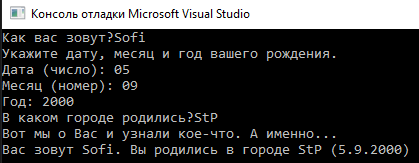 Консоль отладки Microsoft Visual Studio
Как вас зовут?Sofi
Укажите дату, месяц и год вашего рождения.
Дата (число): 05
Месяц (номер): 09
Год: 2000
В каком городе родились?StP
Вот мы о Вас и узнали кое-что. А именно...
Вас зовут Sofi. Вы родились в городе StP (5.9.2000)